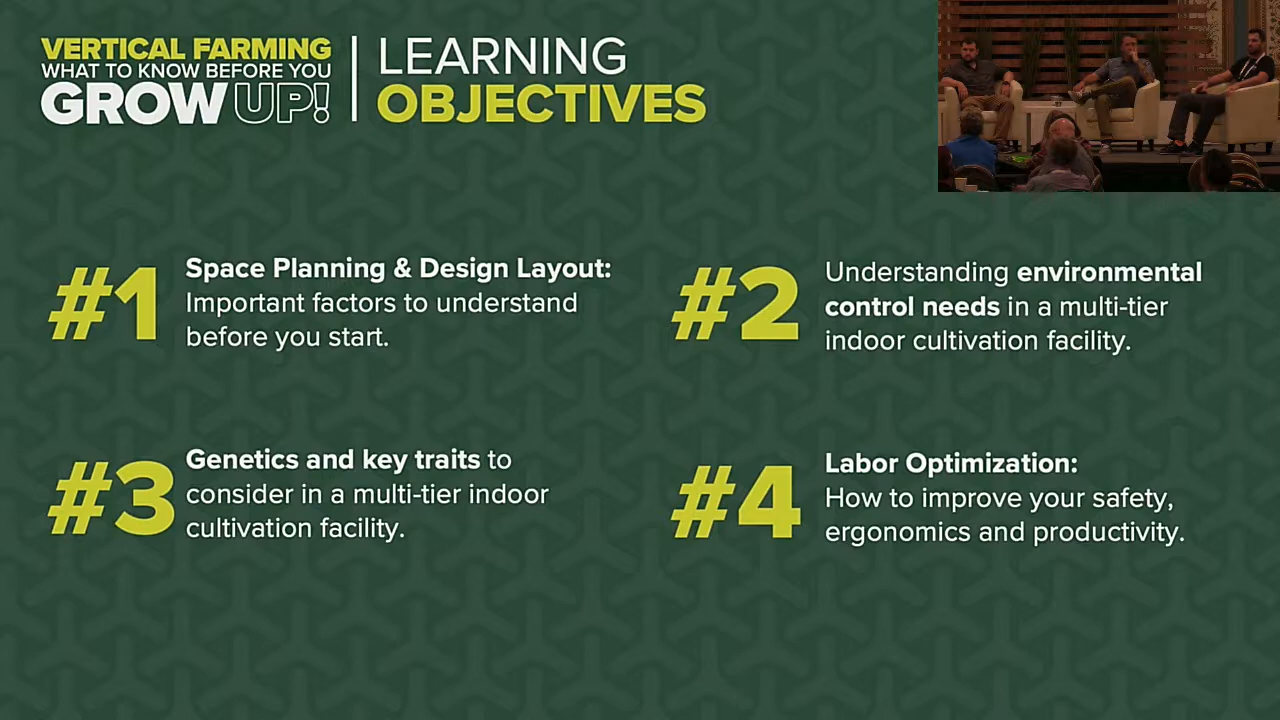 VERTICAL FARMING
WHAT TO KNOW BEFORE YOU
GROW UP!
LEARNING
OBJECTIVES
#1
Space Planning & Design Layout:
Important factors to understand
before you start.
#2
Understanding environmental
control needs in a multi-tier
indoor cultivation facility.
#3
Genetics and key traits to
consider in a multi-tier indoor
cultivation facility.
#4
Labor Optimization:
How to improve your safety,
ergonomics and productivity.